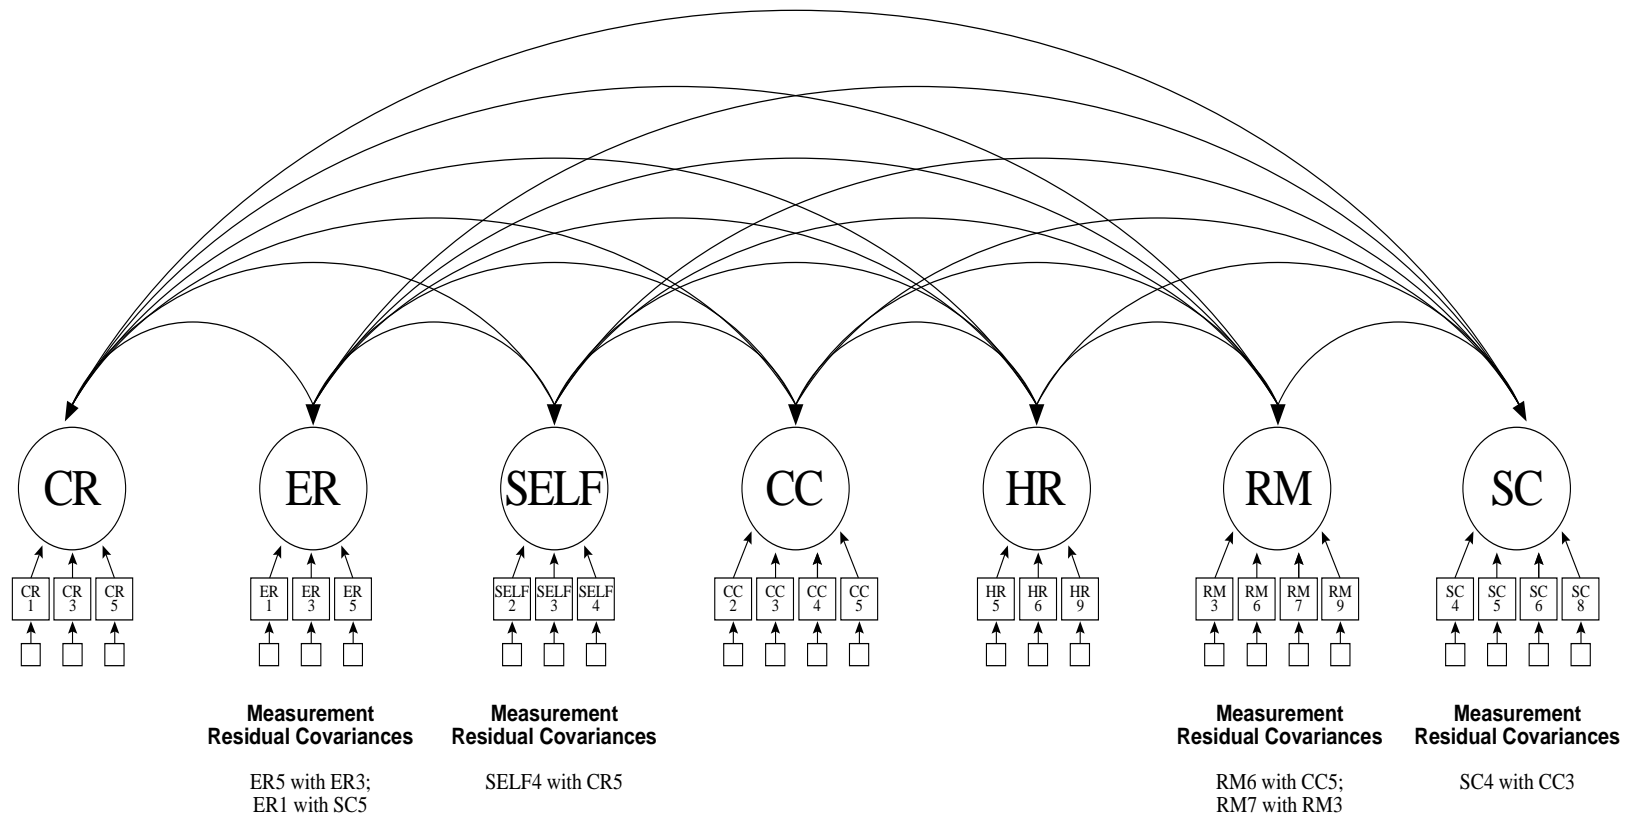 CR
ER
SELF
CC
HR
RM
SC
CR
1
CR
3
CR
5
ER
1
ER
3
ER
5
SELF
2
SELF
3
SELF
4
CC
2
CC
3
CC
4
CC
5
HR
5
HR
6
HR
9
RM
3
RM
6
RM
7
RM
9
SC
4
SC
5
SC
6
SC
8
Measurement
Residual Covariances
ER5 with ER3;
ER1 with SC5
Measurement
Residual Covariances
SELF4 with CR5
Measurement
Residual Covariances
RM6 with CC5;
RM7 with RM3
Measurement
Residual Covariances
SC4 with CC3